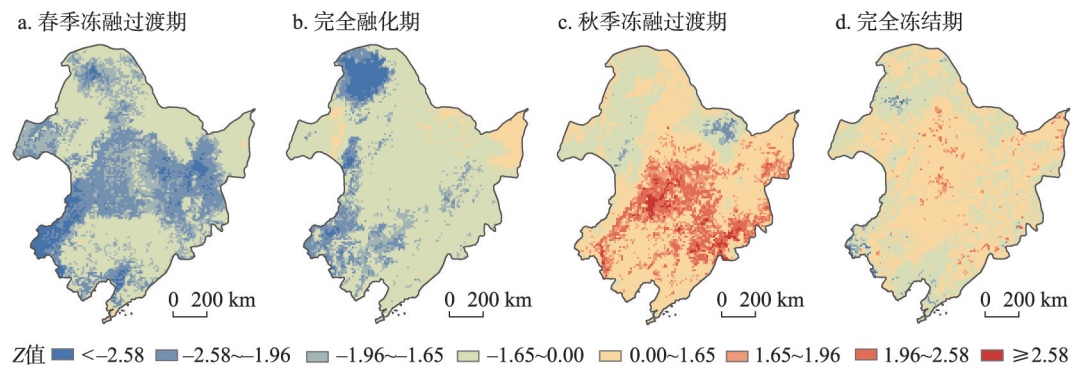 a. 春季冻融过渡期 b. 完全融化期 c. 秋季冻融过渡期 d. 完全冻结期
0 200 km 0 200 km 0 200 km 0 200 km
Z值 <–2.58 –2.58~–1.96 –1.96~–1.65 –1.65~0.00 0.00~1.65 1.65~1.96 1.96~2.58 ≥2.58